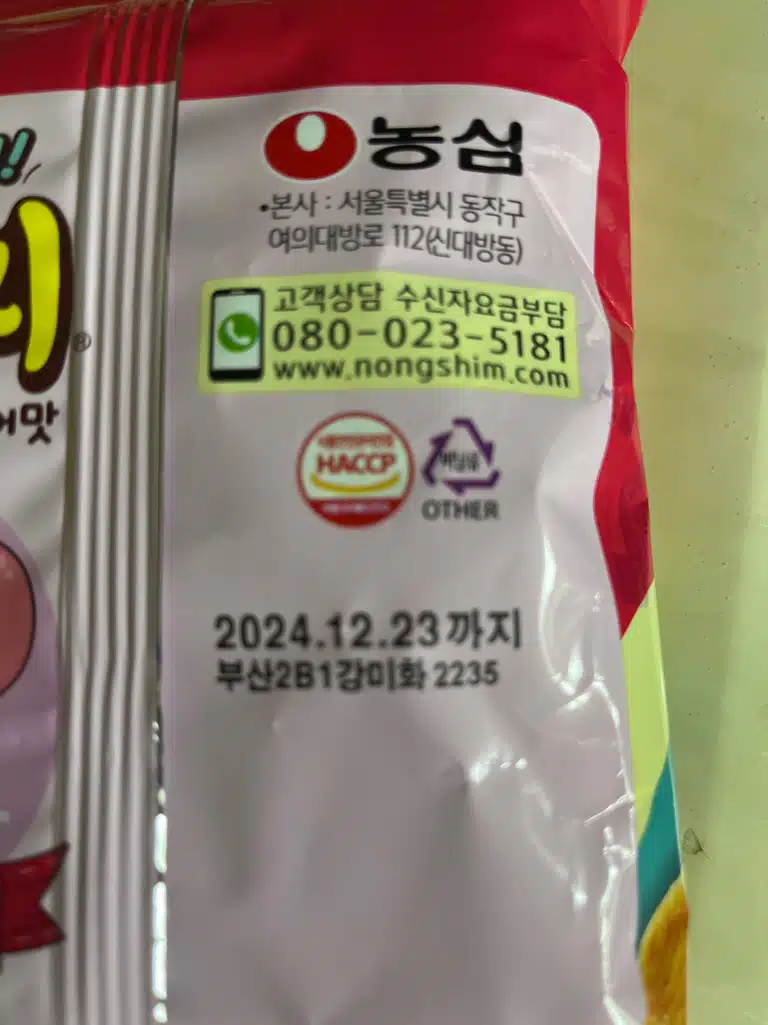 농심
•본사 : 서울특별시 동작구
여의대방로 112(신대방동)
고객상담 수신자요금부담
080-023-5181
www.nongshim.com
HACCP
OTHER
2024.12.23까지
부산2B1강미화 2235